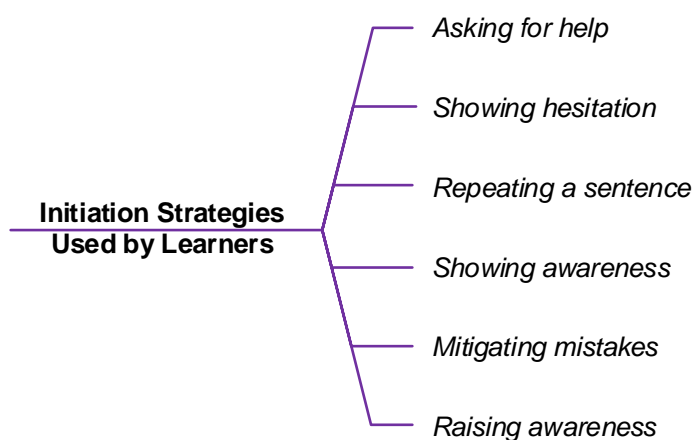 Asking for help
Showing hesitation
Repeating a sentence
Initiation Strategies
Used by Learners
Showing awareness
Mitigating mistakes
Raising awareness